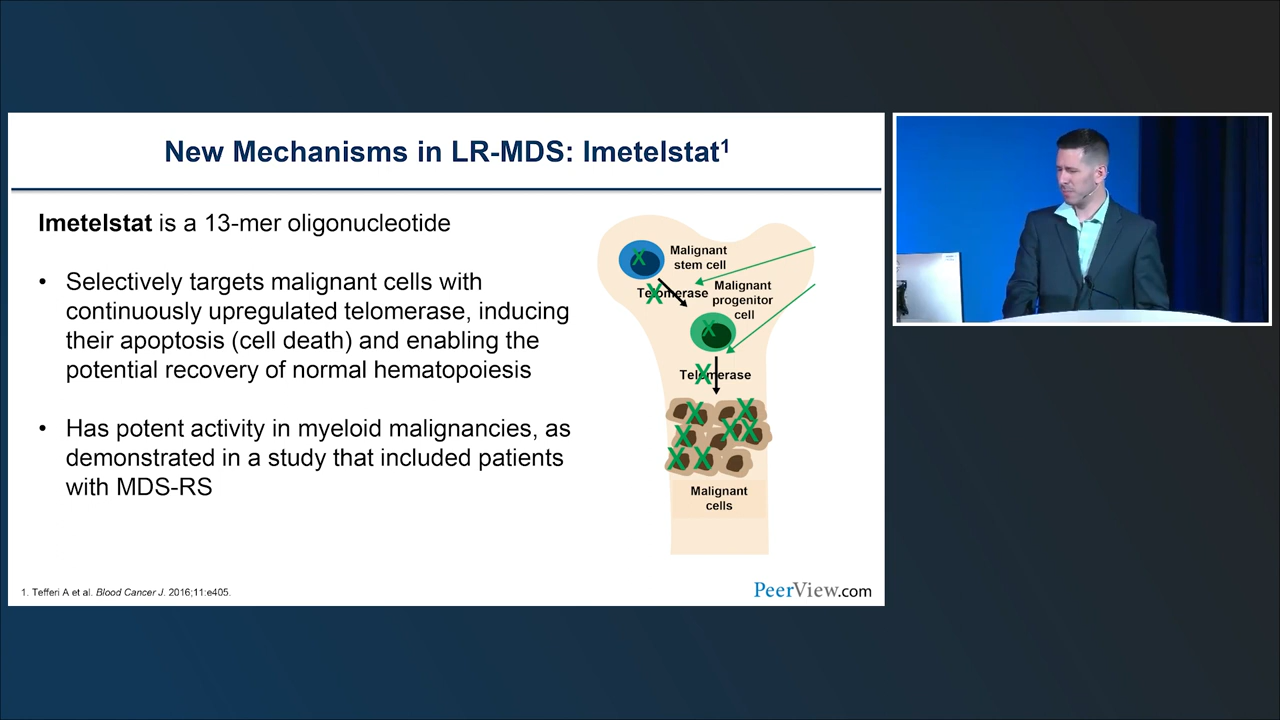 New Mechanisms in LR-MDS: Imetelstat1
Imetelstat is a 13-mer oligonucleotide
• Selectively targets malignant cells with
continuously upregulated telomerase, inducing
their apoptosis (cell death) and enabling the
potential recovery of normal hematopoiesis
• Has potent activity in myeloid malignancies, as
demonstrated in a study that included patients
with MDS-RS
Malignant
stem cell
Telomerase
Malignant
progenitor
cell
Telomerase
Malignant
cells
1. Tefferi A et al. Blood Cancer J. 2016;11:e405.
PeerView.com